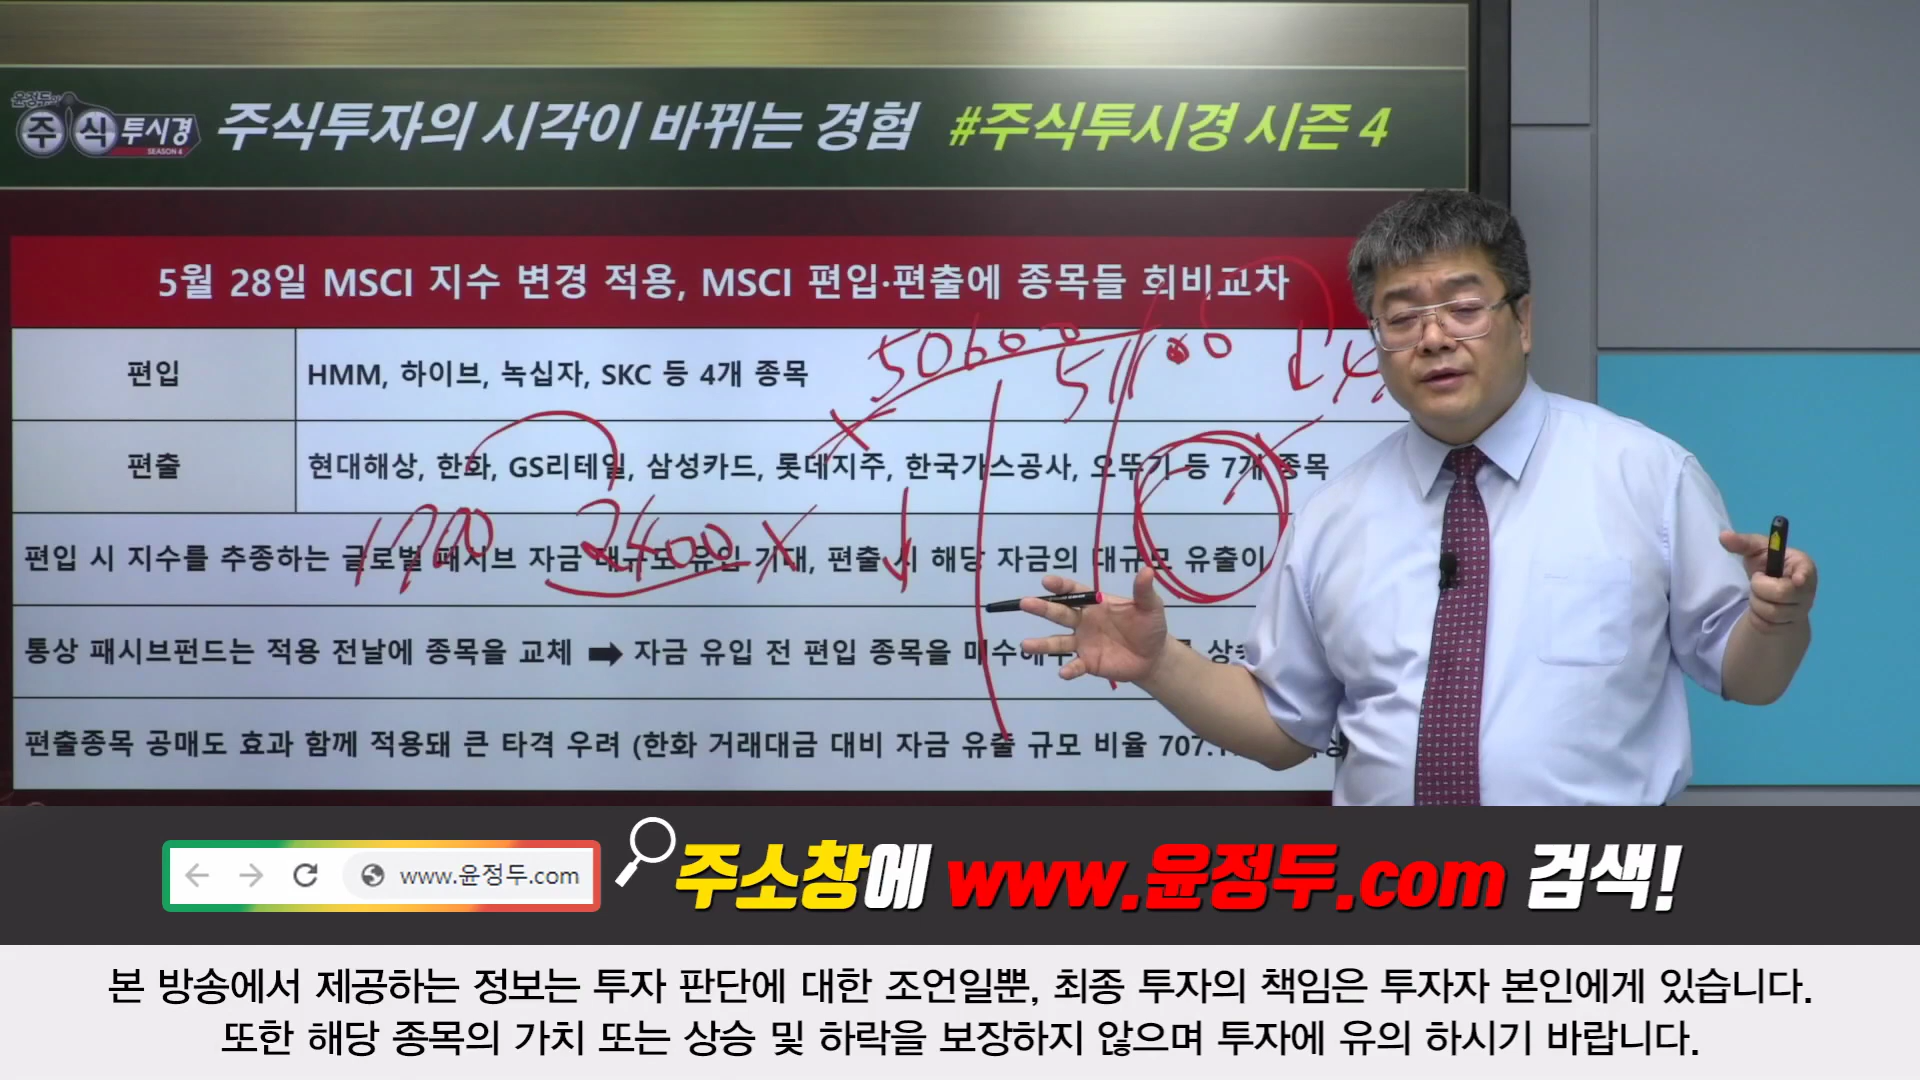 윤정두의
주식투시경
SEASON 4
주식투자의 시각이 바뀌는 경험 #주식투시경 시즌 4
5월 28일 MSCI 지수 변경 적용, MSCI 편입·편출에 종목들 희비교차
편입 HMM, 하이브, 녹십자, SKC 등 4개 종목
50600
편출 현대해상, 한화, GS리테일, 삼성카드, 롯데지주, 한국가스공사, 오뚜기 등 7개 종목
2400
편입 시 지수를 추종하는 글로벌 패시브 자금 대규모 유입 기대, 편출 시 해당 자금의 대규모 유출이
통상 패시브펀드는 적용 전날에 종목을 교체 ➡ 자금 유입 전 편입 종목을
편출종목 공매도 효과 함께 적용돼 큰 타격 우려 (한화 거래대금 대비 자금 유출 규모 비율 707.
www.윤정두.com
주소창에 www.윤정두.com 검색!
본 방송에서 제공하는 정보는 투자 판단에 대한 조언일뿐, 최종 투자의 책임은 투자자 본인에게 있습니다.
또한 해당 종목의 가치 또는 상승 및 하락을 보장하지 않으며 투자에 유의 하시기 바랍니다.